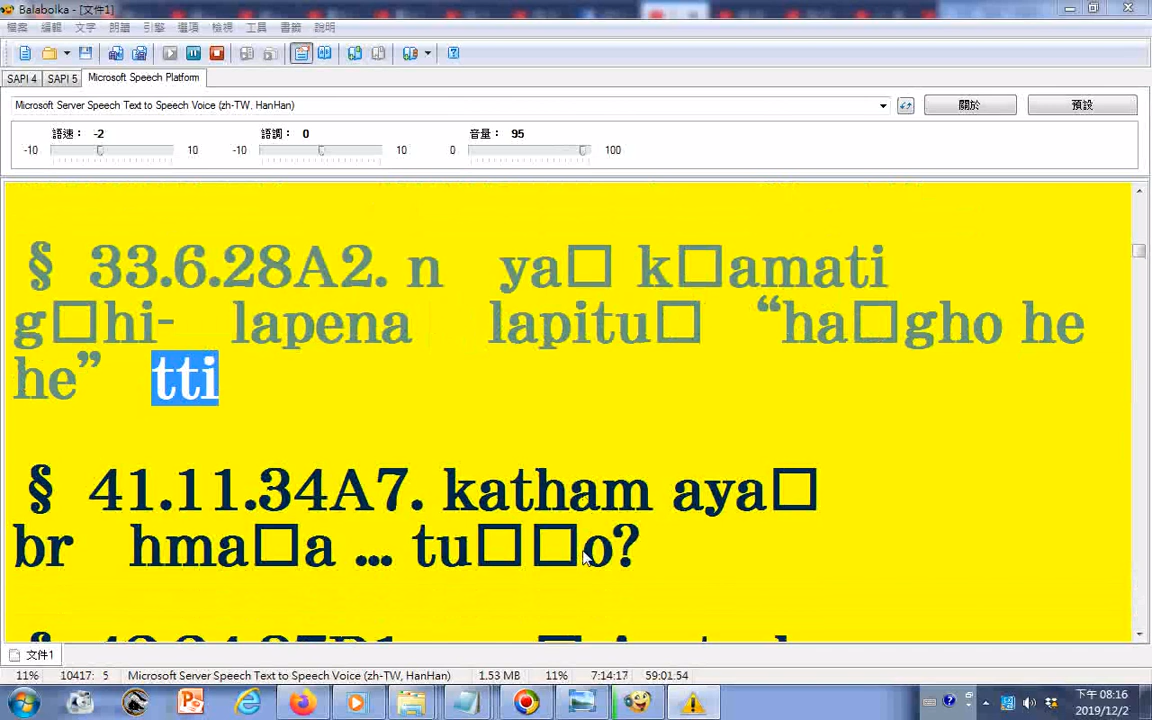 Balabolka - [文件1]
檔案 編輯 文字 朗讀 引擎 選項 檢視 工具 書籤 說明
SAPI 4 SAPI 5 Microsoft Speech Platform
Microsoft Server Speech Text to Speech Voice (zh-TW, HanHan) 關於 預設
語速： -2 語調： 0 音量： 95
-10 10 -10 10 0 100
§ 33.6.28A2. n ya□ k□amati
g□hi- lapena lapitu□ “ha□gho he
he” tti
§ 41.11.34A7. katham aya□
br hma□a ... tu□□o?
文件1
11% 10417: 5 Microsoft Server Speech Text to Speech Voice (zh-TW, HanHan) 1.53 MB 11% 7:14:17 59:01.54
下午 08:16
2019/12/2